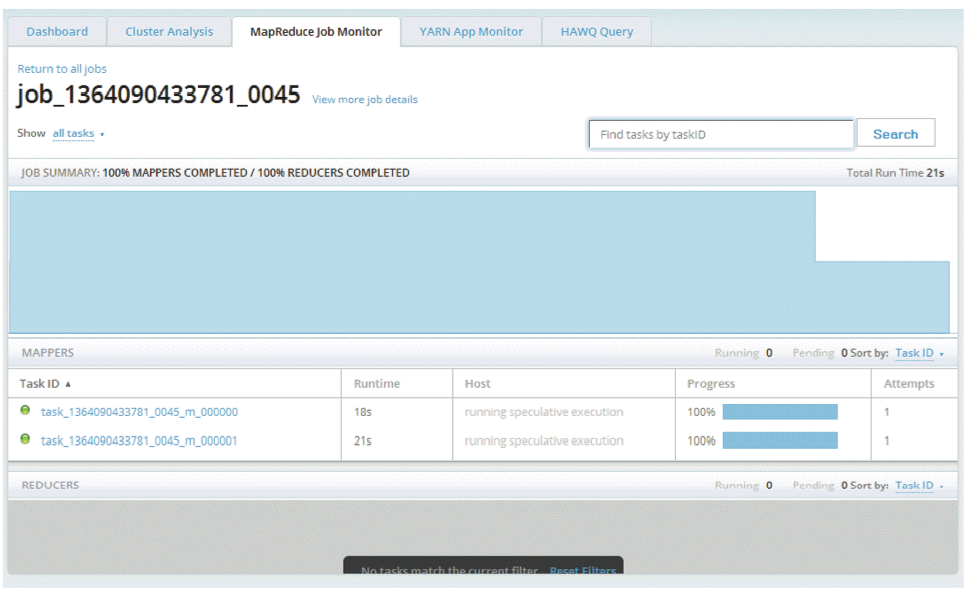 Dashboard Cluster Analysis MapReduce Job Monitor YARN App Monitor HAWQ Query
Return to all jobs
job_1364090433781_0045 View more job details
Show all tasks
Find tasks by taskID Search
JOB SUMMARY: 100% MAPPERS COMPLETED / 100% REDUCERS COMPLETED Total Run Time 21s
MAPPERS Running 0 Pending 0 Sort by: Task ID
Task ID Runtime Host Progress Attempts
task_1364090433781_0045_m_000000 18s running speculative execution 100% 1
task_1364090433781_0045_m_000001 21s running speculative execution 100% 1
REDUCERS Running 0 Pending 0 Sort by: Task ID
No tasks match the current filter Reset Filters